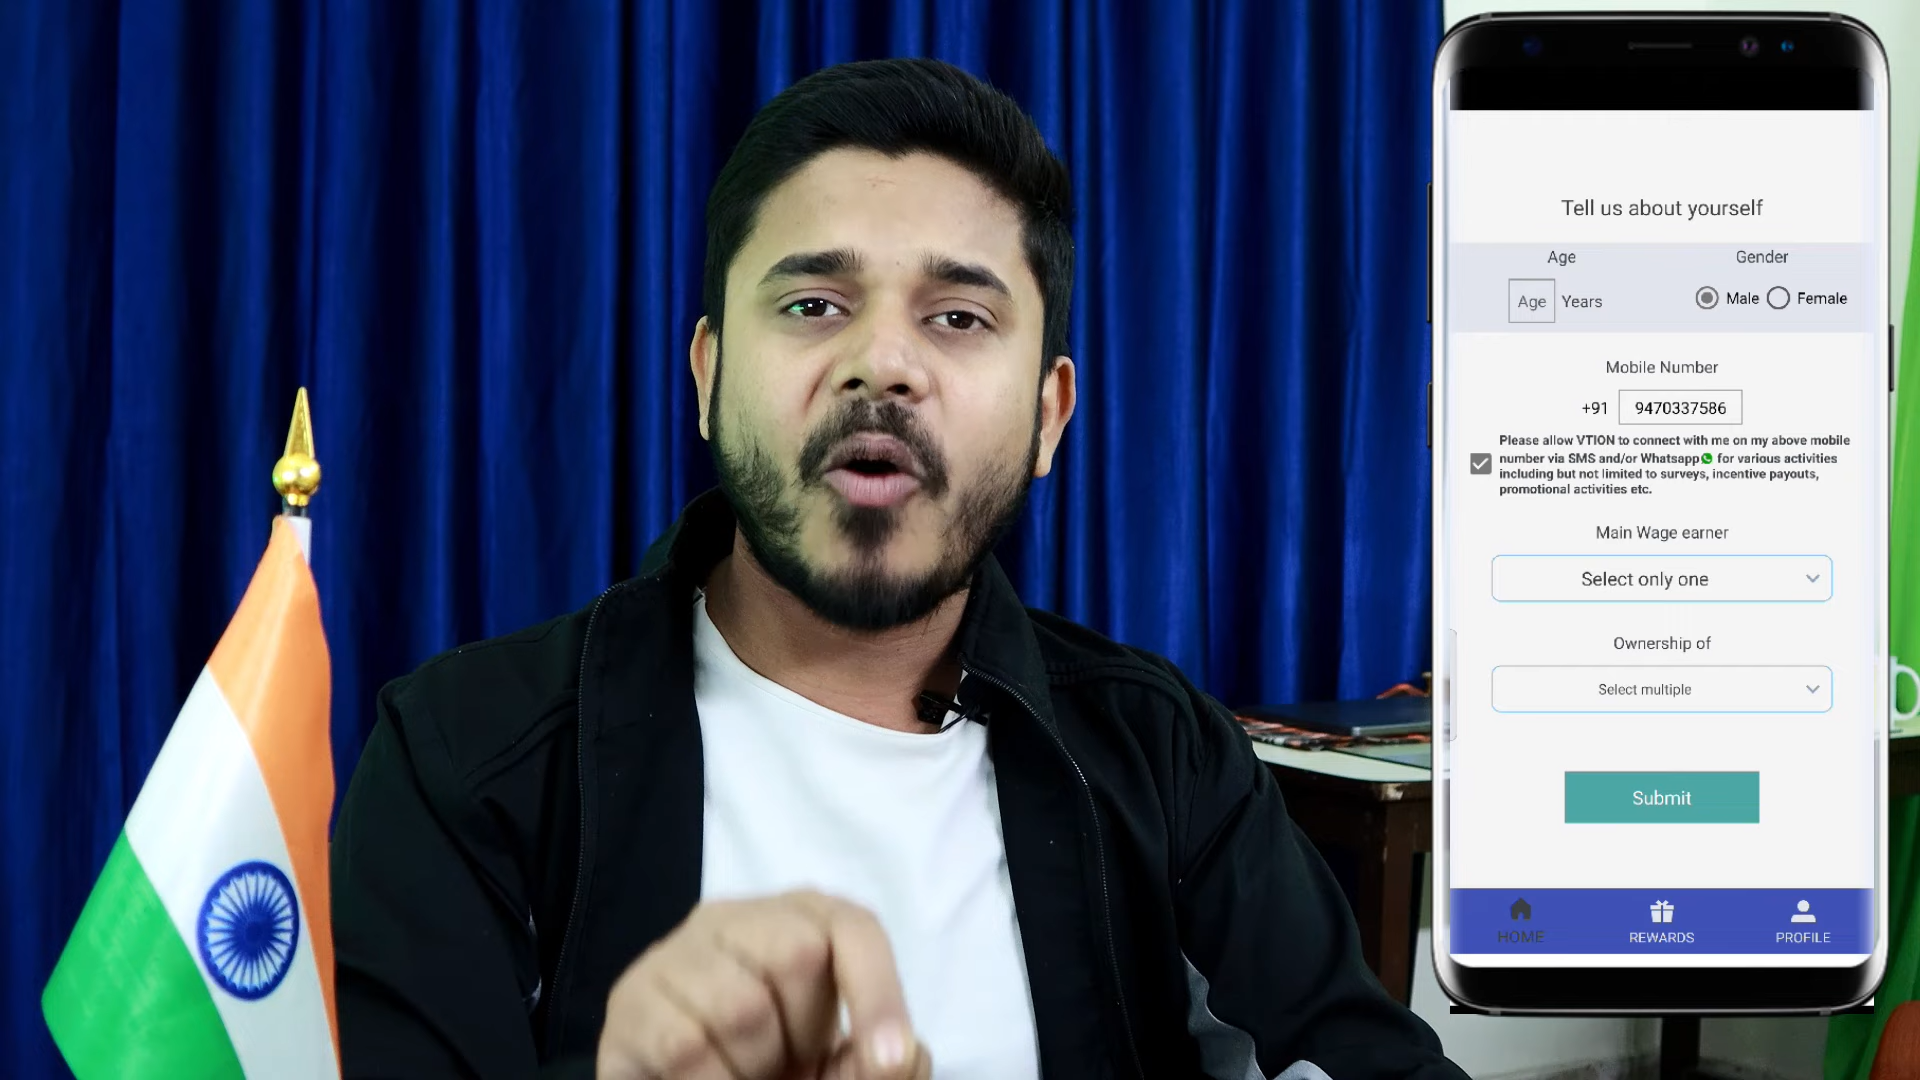 Tell us about yourself
Age Gender
Age Years Male Female
Mobile Number
+91 9470337586
Please allow VTION to connect with me on my above mobile
number via SMS and/or Whatsapp for various activities
including but not limited to surveys, incentive payouts,
promotional activities etc.
Main Wage earner
Select only one
Ownership of
Select multiple
Submit
HOME REWARDS PROFILE